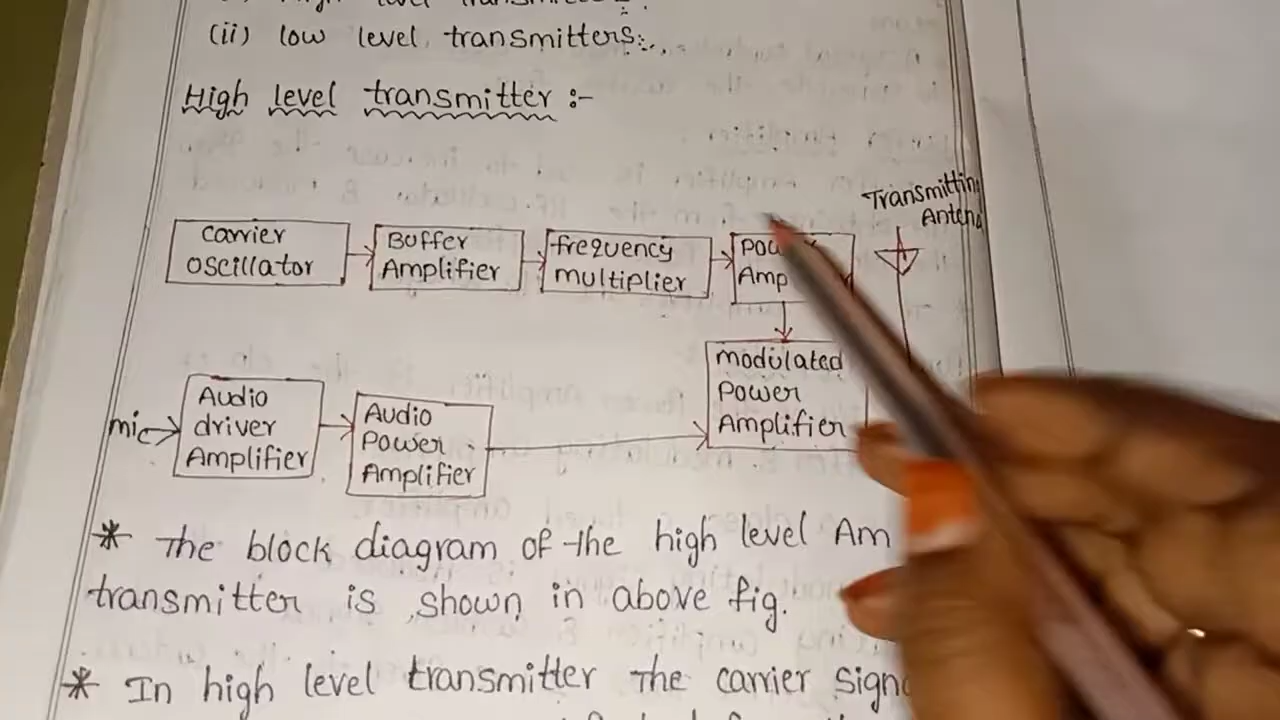 (ii) low level transmitters:.
High level transmitter :-
Transmitting
Antena
Carrier
oscillator
Buffer
Amplifier
frequency
multiplier
Modulated
Power
Amplifier
mic
Audio
driver
Amplifier
Audio
Power
Amplifier
* The block diagram of the high level Am
transmitter is shown in above fig.
* In high level transmitter the carrier